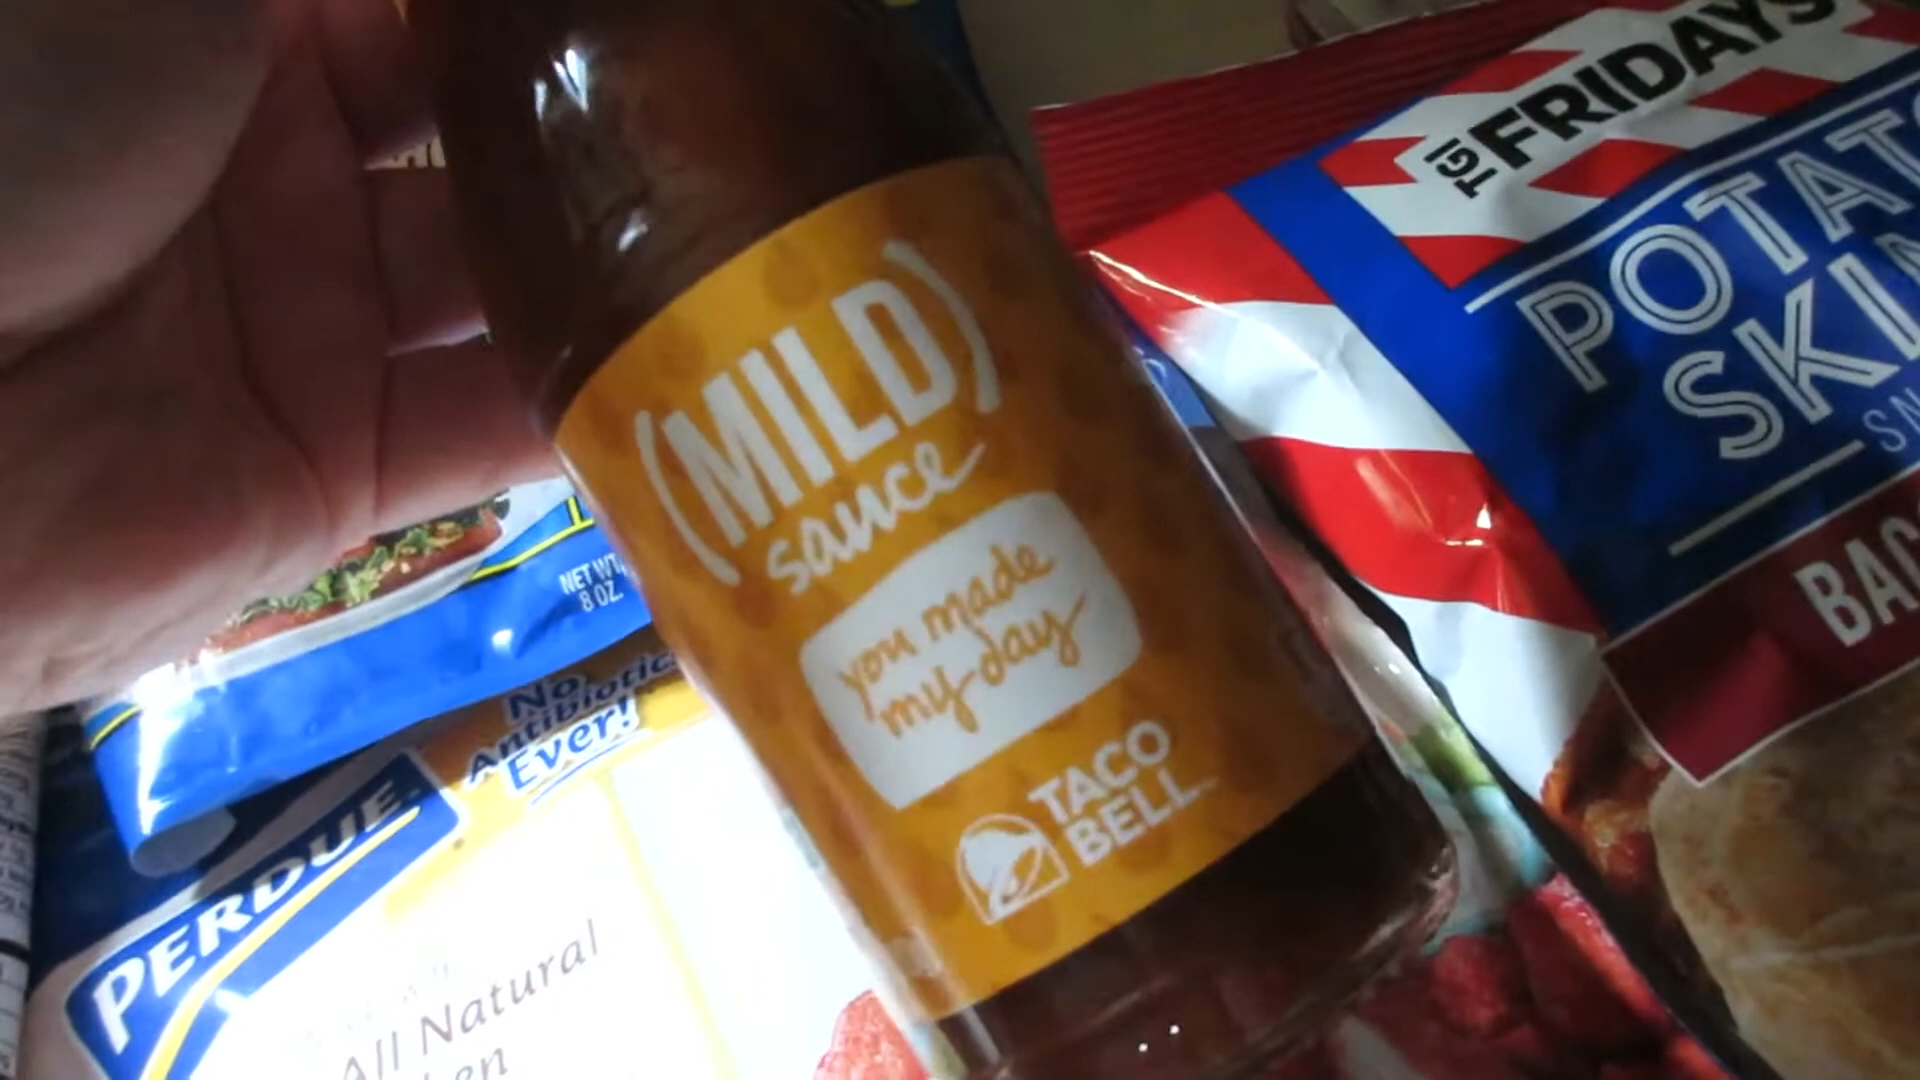 (MILD)
sauce
you made
my day
TACO
BELL
TGI FRIDAYS
POTATO
SKIN
BAC
NET WT.
8 OZ.
No
Antibiotics
Ever!
PERDUE
All Natural